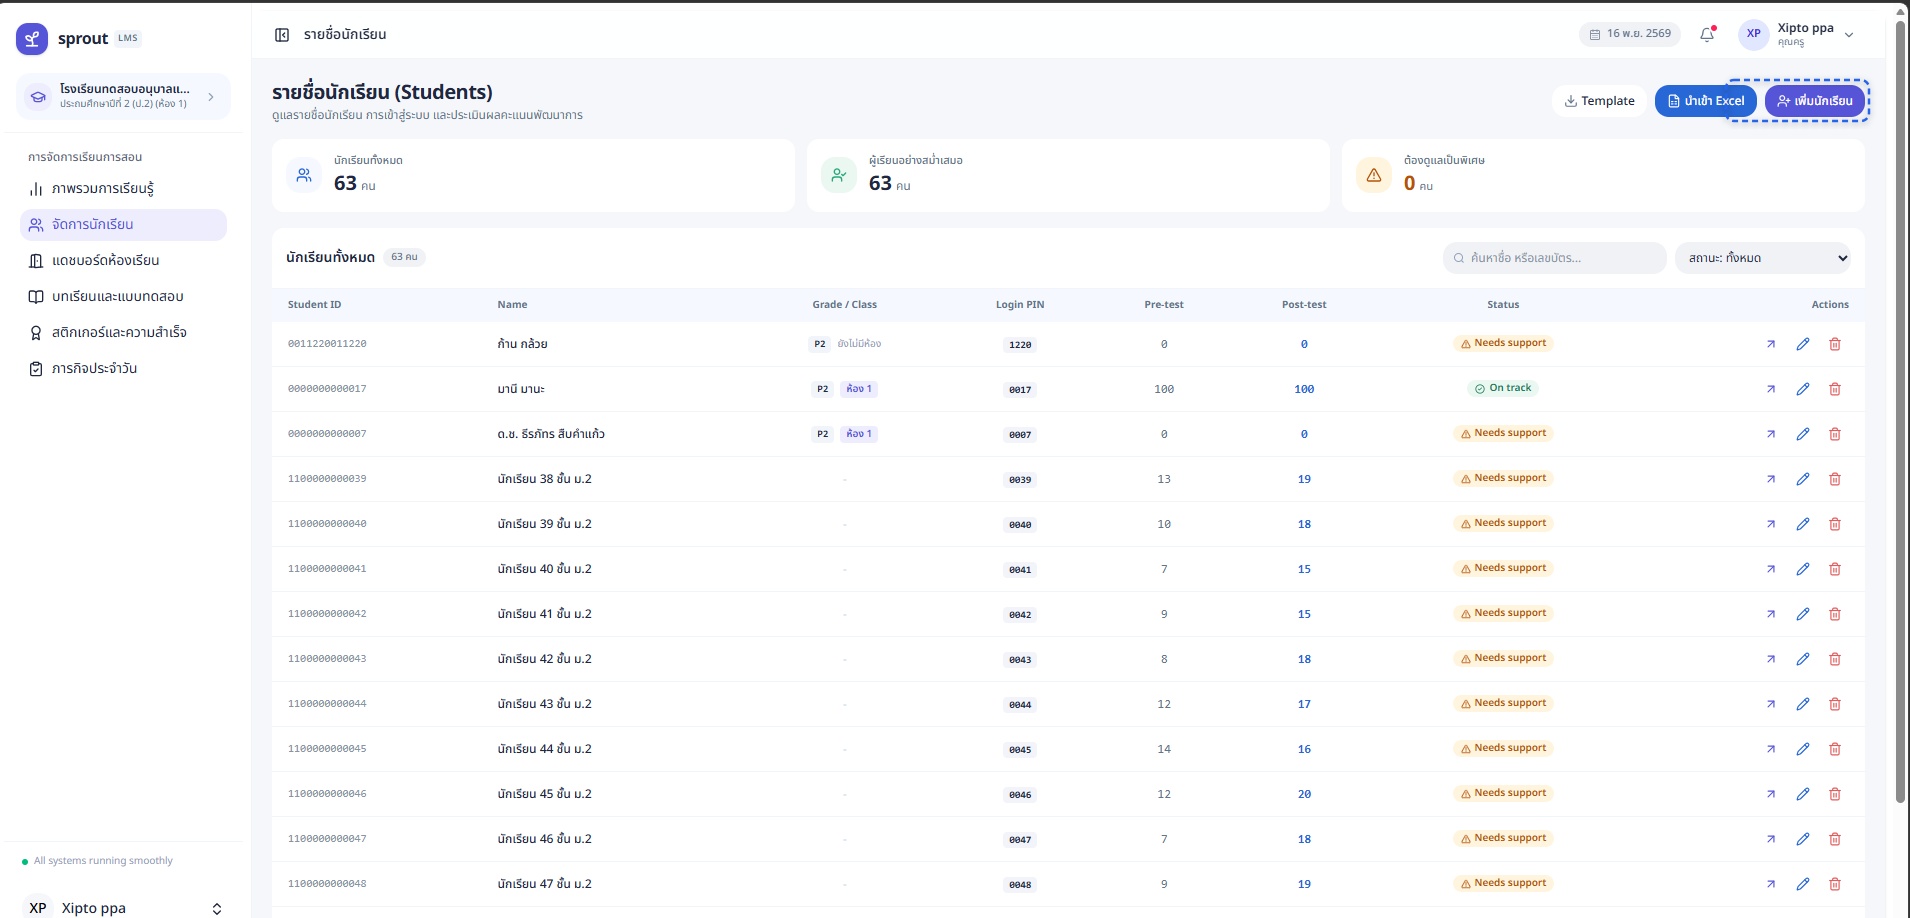 sprout LMS
โรงเรียนทดสอบอนุบาลแ...
ประถมศึกษาปีที่ 2 (ป.2) (ห้อง 1)
การจัดการเรียนการสอน
ภาพรวมการเรียนรู้
จัดการนักเรียน
แดชบอร์ดห้องเรียน
บทเรียนและแบบทดสอบ
สติกเกอร์และความสำเร็จ
ภารกิจประจำวัน
All systems running smoothly
XP Xipto ppa
รายชื่อนักเรียน
16 พ.ย. 2569
XP Xipto ppa
คุณครู
รายชื่อนักเรียน (Students)
ดูแลรายชื่อนักเรียน การเข้าสู่ระบบ และประเมินผลคะแนนพัฒนาการ
Template นำเข้า Excel เพิ่มนักเรียน
นักเรียนทั้งหมด
63 คน
ผู้เรียนอย่างสม่ำเสมอ
63 คน
ต้องดูแลเป็นพิเศษ
0 คน
นักเรียนทั้งหมด 63 คน
ค้นหาชื่อ หรือเลขบัตร... สถานะ: ทั้งหมด
Student ID Name Grade / Class Login PIN Pre-test Post-test Status Actions
0011220011220 ก้าน กล้วย P2 ยังไม่มีห้อง 1220 0 0 Needs support
0000000000017 มานี มานะ P2 ห้อง 1 0017 100 100 On track
0000000000007 ด.ช. ธีรภัทร สืบคำแก้ว P2 ห้อง 1 0007 0 0 Needs support
1100000000039 นักเรียน 38 ชั้น ม.2 - 0039 13 19 Needs support
1100000000040 นักเรียน 39 ชั้น ม.2 - 0040 10 18 Needs support
1100000000041 นักเรียน 40 ชั้น ม.2 - 0041 7 15 Needs support
1100000000042 นักเรียน 41 ชั้น ม.2 - 0042 9 15 Needs support
1100000000043 นักเรียน 42 ชั้น ม.2 - 0043 8 18 Needs support
1100000000044 นักเรียน 43 ชั้น ม.2 - 0044 12 17 Needs support
1100000000045 นักเรียน 44 ชั้น ม.2 - 0045 14 16 Needs support
1100000000046 นักเรียน 45 ชั้น ม.2 - 0046 12 20 Needs support
1100000000047 นักเรียน 46 ชั้น ม.2 - 0047 7 18 Needs support
1100000000048 นักเรียน 47 ชั้น ม.2 - 0048 9 19 Needs support